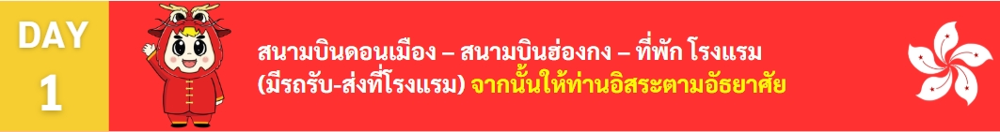 DAY
1
สนามบินดอนเมือง – สนามบินฮ่องกง – ที่พัก โรงแรม
(มีรถรับ-ส่งที่โรงแรม) จากนั้นให้ท่านอิสระตามอัธยาศัย